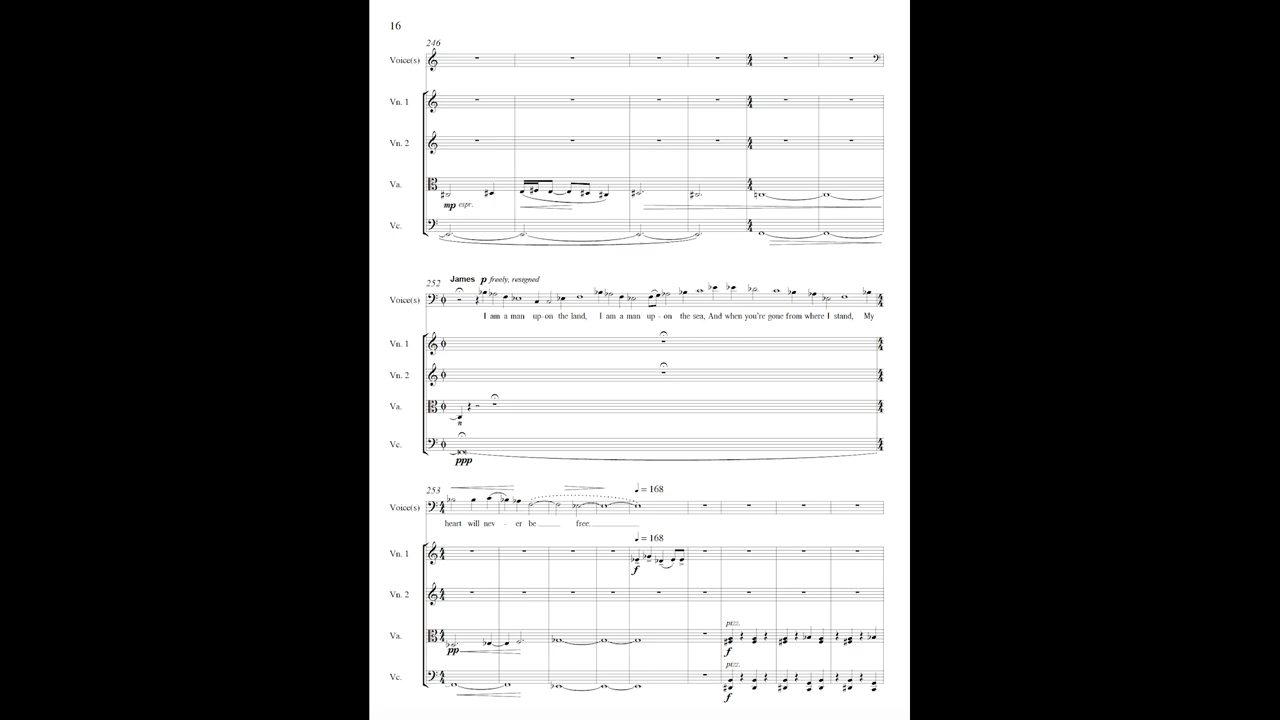 16
246
Voice(s)
Vn. 1
Vn. 2
Va.
mp espr.
Vc.
252 James p freely, resigned
Voice(s)
I am a man up-on the land, I am a man up-on the sea, And when you're gone from where I stand, My
Vn. 1
Vn. 2
Va.
n
Vc.
ppp
253
♩ = 168
Voice(s)
heart will nev - er be free.
♩ = 168
Vn. 1
f
Vn. 2
pizz.
Va.
pp f
pizz.
Vc.
f